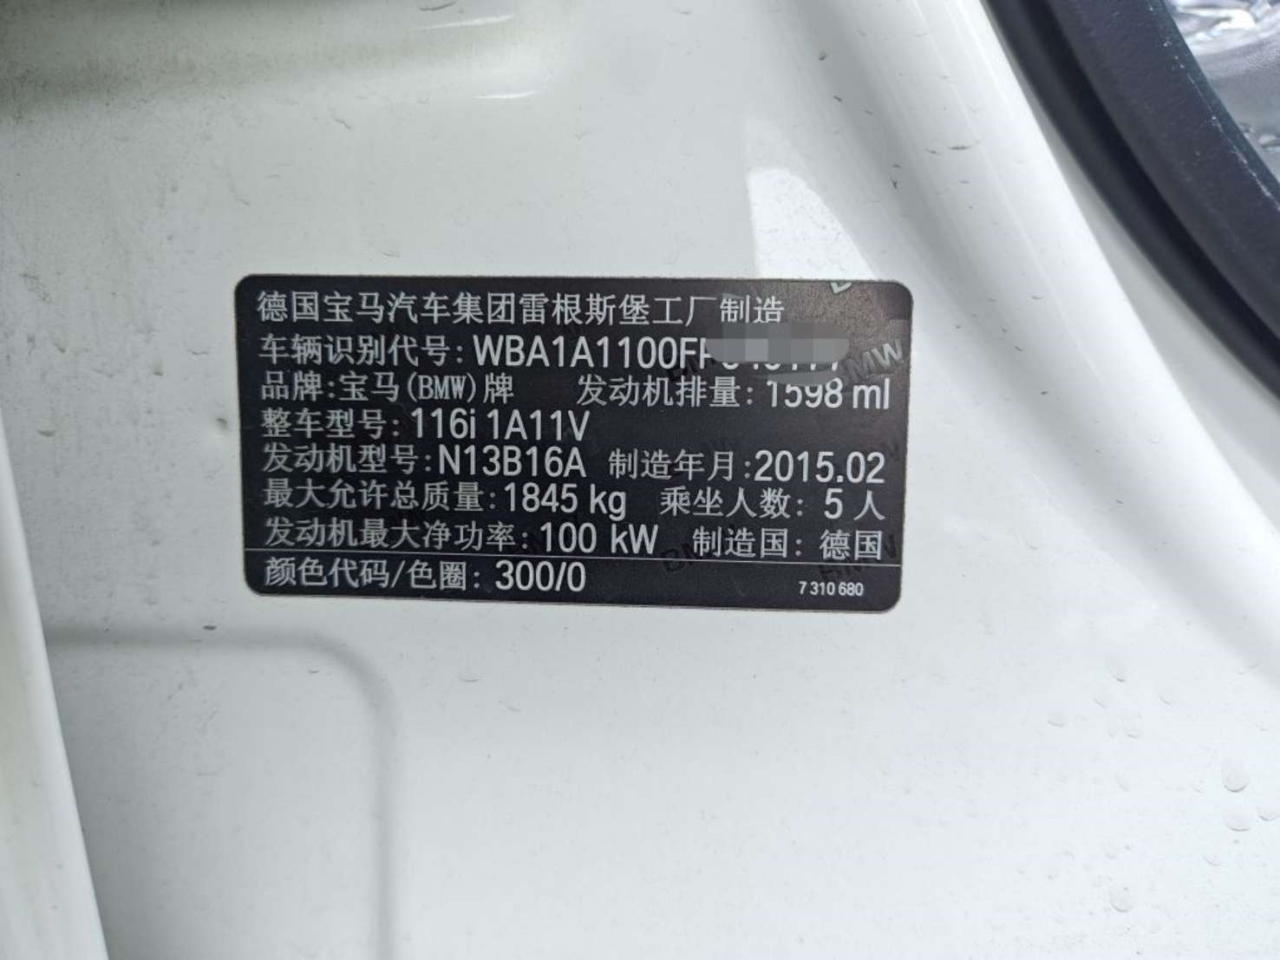 德国宝马汽车集团雷根斯堡工厂制造
车辆识别代号: WBA1A1100F
品牌: 宝马(BMW)牌 发动机排量: 1598 ml
整车型号: 116i 1A11V
发动机型号: N13B16A 制造年月: 2015.02
最大允许总质量: 1845 kg 乘坐人数: 5 人
发动机最大净功率: 100 kW 制造国: 德国
颜色代码/色圈: 300/0 7 310 680